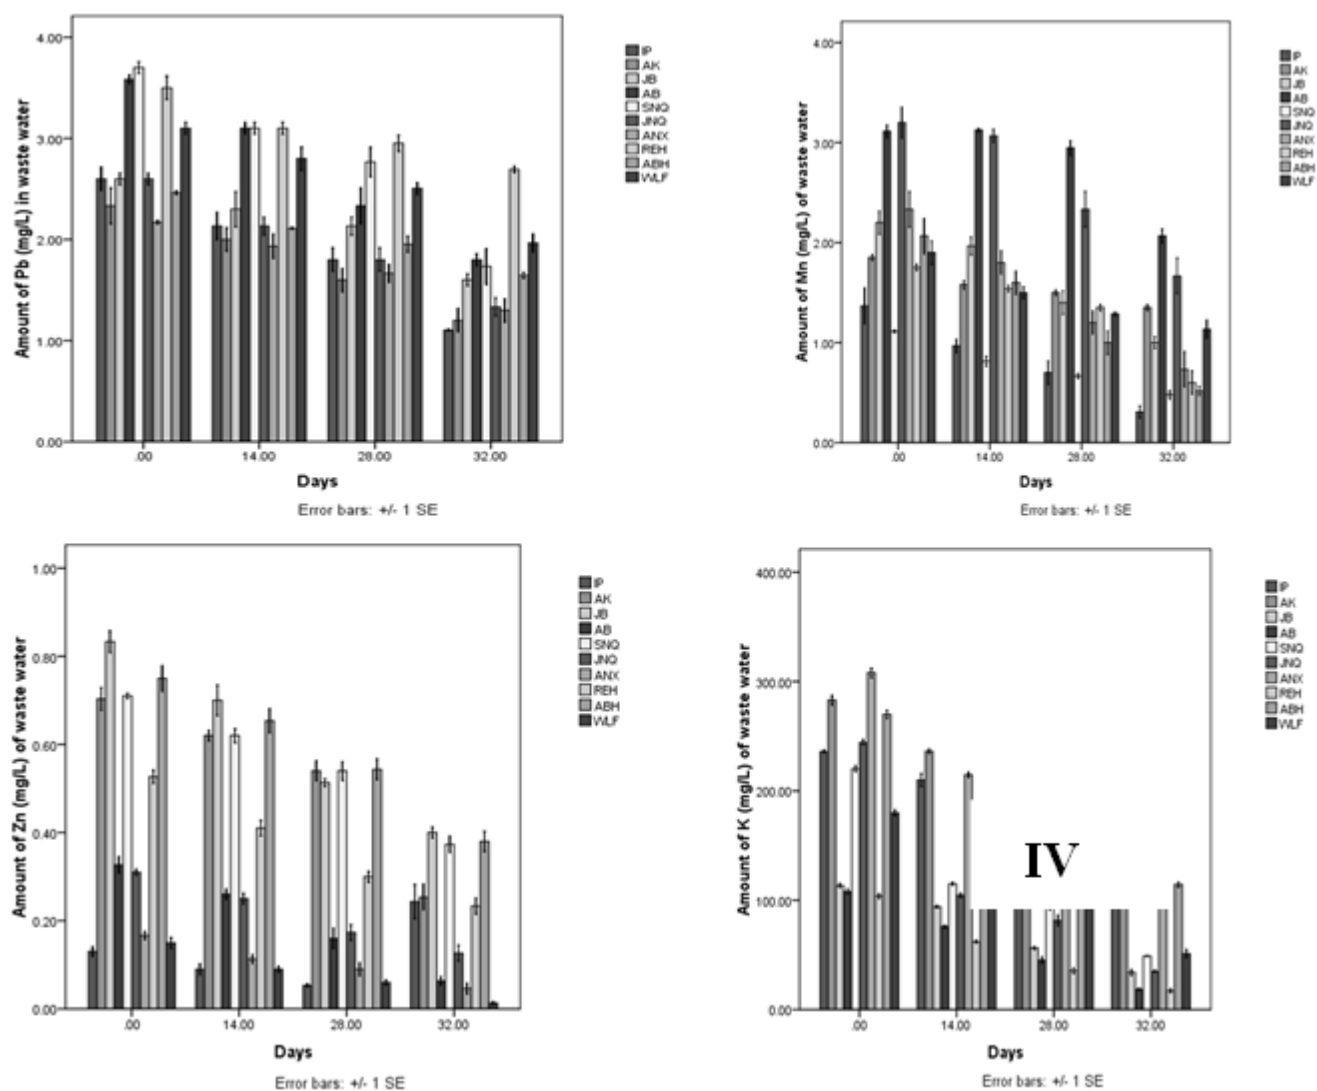 Amount of Pb (mg/L) in waste water
4.00
3.00
2.00
1.00
0.00
.00
14.00
28.00
32.00
Days
Error bars: +/- 1 SE
IP
AK
JB
AB
SNQ
JNQ
ANX
REH
ABH
WLF
Amount of Mn (mg/L) of waste water
4.00
3.00
2.00
1.00
0.00
.00
14.00
28.00
32.00
Days
Error bars: +/- 1 SE
IP
AK
JB
AB
SNQ
JNQ
ANX
REH
ABH
WLF
Amount of Zn (mg/L) of waste water
1.00
0.80
0.60
0.40
0.20
0.00
.00
14.00
28.00
32.00
Days
Error bars: +/- 1 SE
IP
AK
JB
AB
SNQ
JNQ
ANX
REH
ABH
WLF
Amount of K (mg/L) of waste water
400.00
300.00
200.00
100.00
00.00
IV
.00
14.00
28.00
32.00
Days
Error bars: +/- 1 SE
IP
AK
JB
AB
SNQ
JNQ
ANX
REH
ABH
WLF